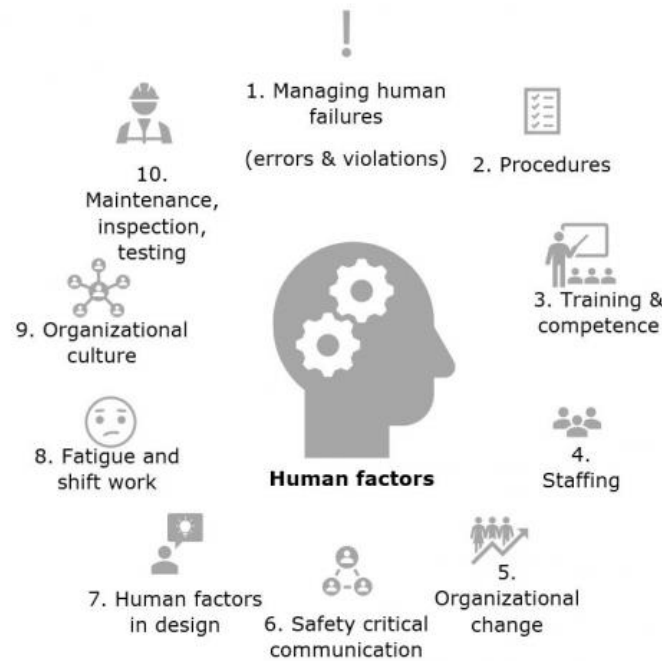 1. Managing human
failures
(errors & violations)
2. Procedures
3. Training &
competence
4.
Staffing
5.
Organizational
change
6. Safety critical
communication
7. Human factors
in design
8. Fatigue and
shift work
9. Organizational
culture
10.
Maintenance,
inspection,
testing
Human factors